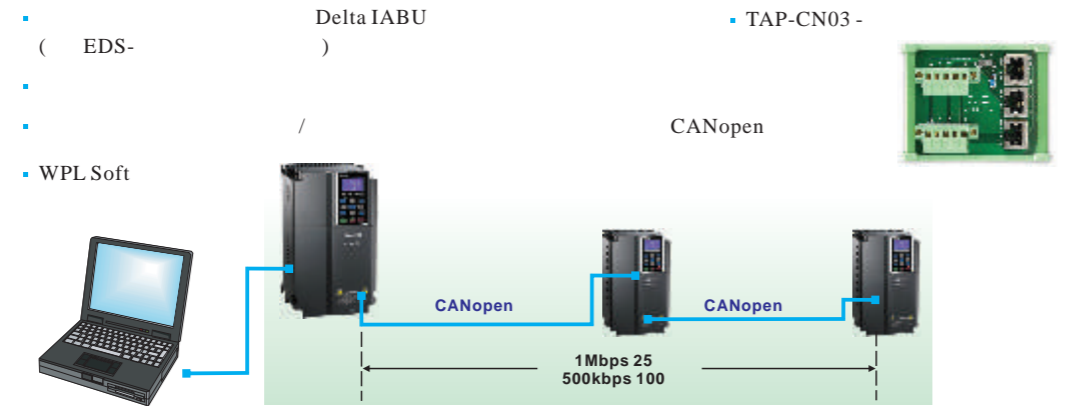 Delta IABU
( EDS- )
TAP-CN03 -
/ CANopen
WPL Soft
CANopen
CANopen
1Mbps 25
500kbps 100